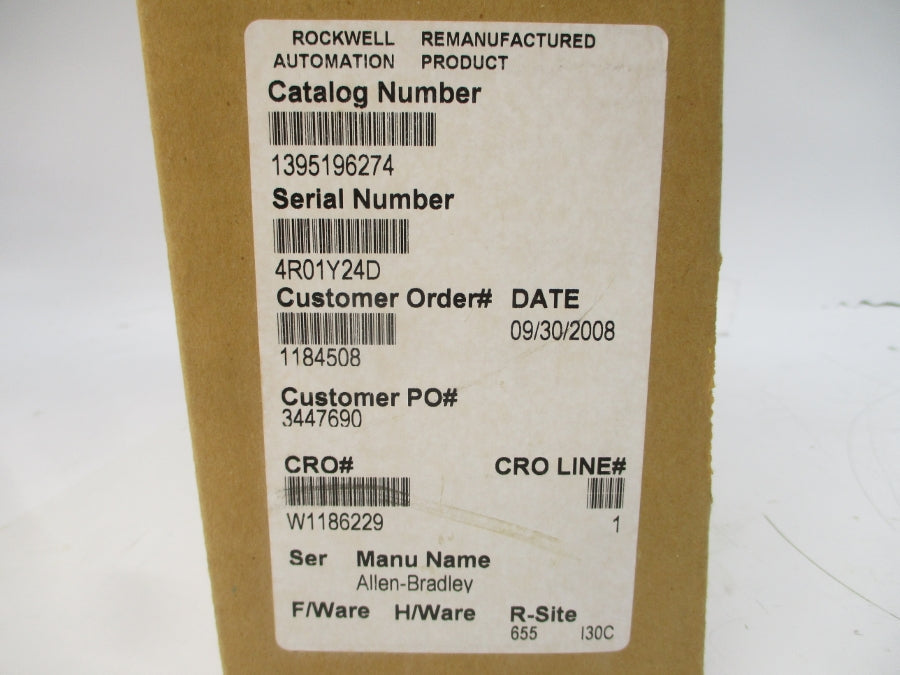 ROCKWELL REMANUFACTURED
AUTOMATION PRODUCT
Catalog Number
1395196274
Serial Number
4R01Y24D
Customer Order# DATE
09/30/2008
1184508
Customer PO#
3447690
CRO# CRO LINE#
W1186229 1
Ser Manu Name
Allen-Bradley
F/Ware H/Ware R-Site
655 I30C